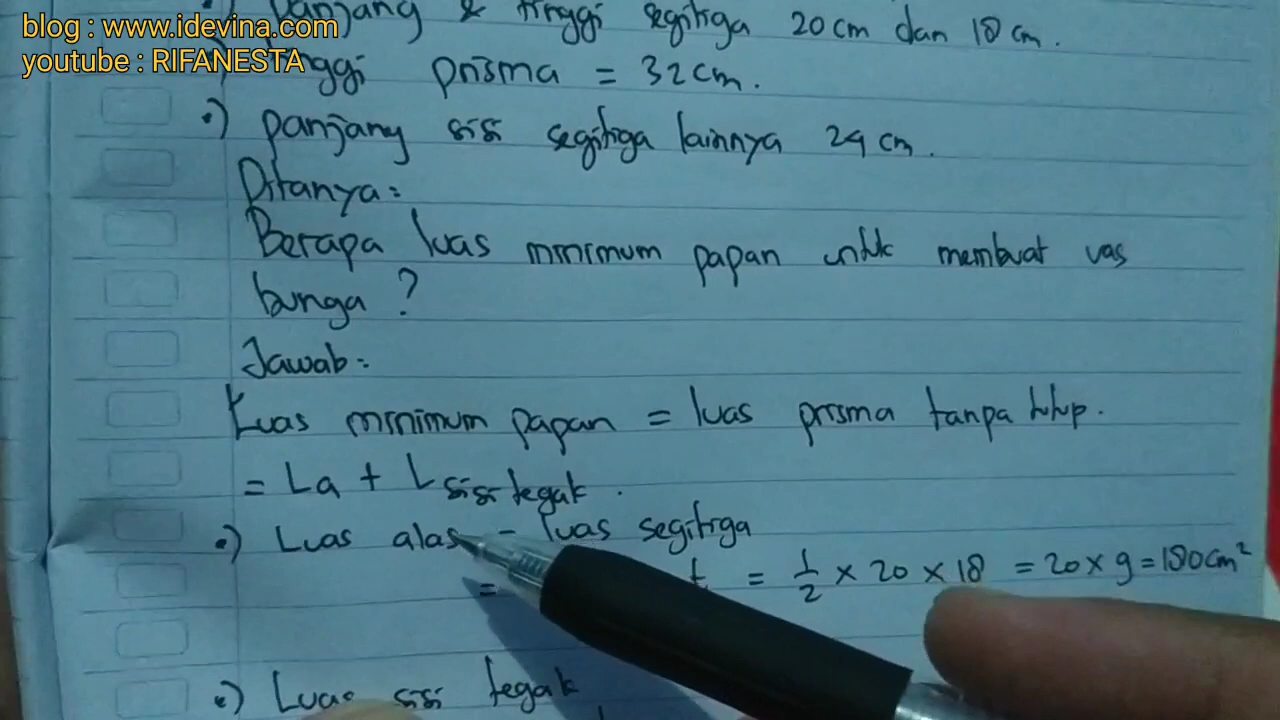 blog : www.idevina.com
youtube : RIFANESTA
Panjang & tinggi segitiga 20 cm dan 18 cm.
prisma = 32 cm.
•) panjang sisi segitiga lainnya 24 cm.
Ditanya :
Berapa luas minimum papan untuk membuat vas
bunga ?
Jawab :
Luas minimum papan = luas prisma tanpa tutup.
= La + L sisi tegak.
•) Luas alas = luas segitiga
= t = 1/2 × 20 × 18 = 20 × 9 = 180 cm²
•) Luas sisi tegak